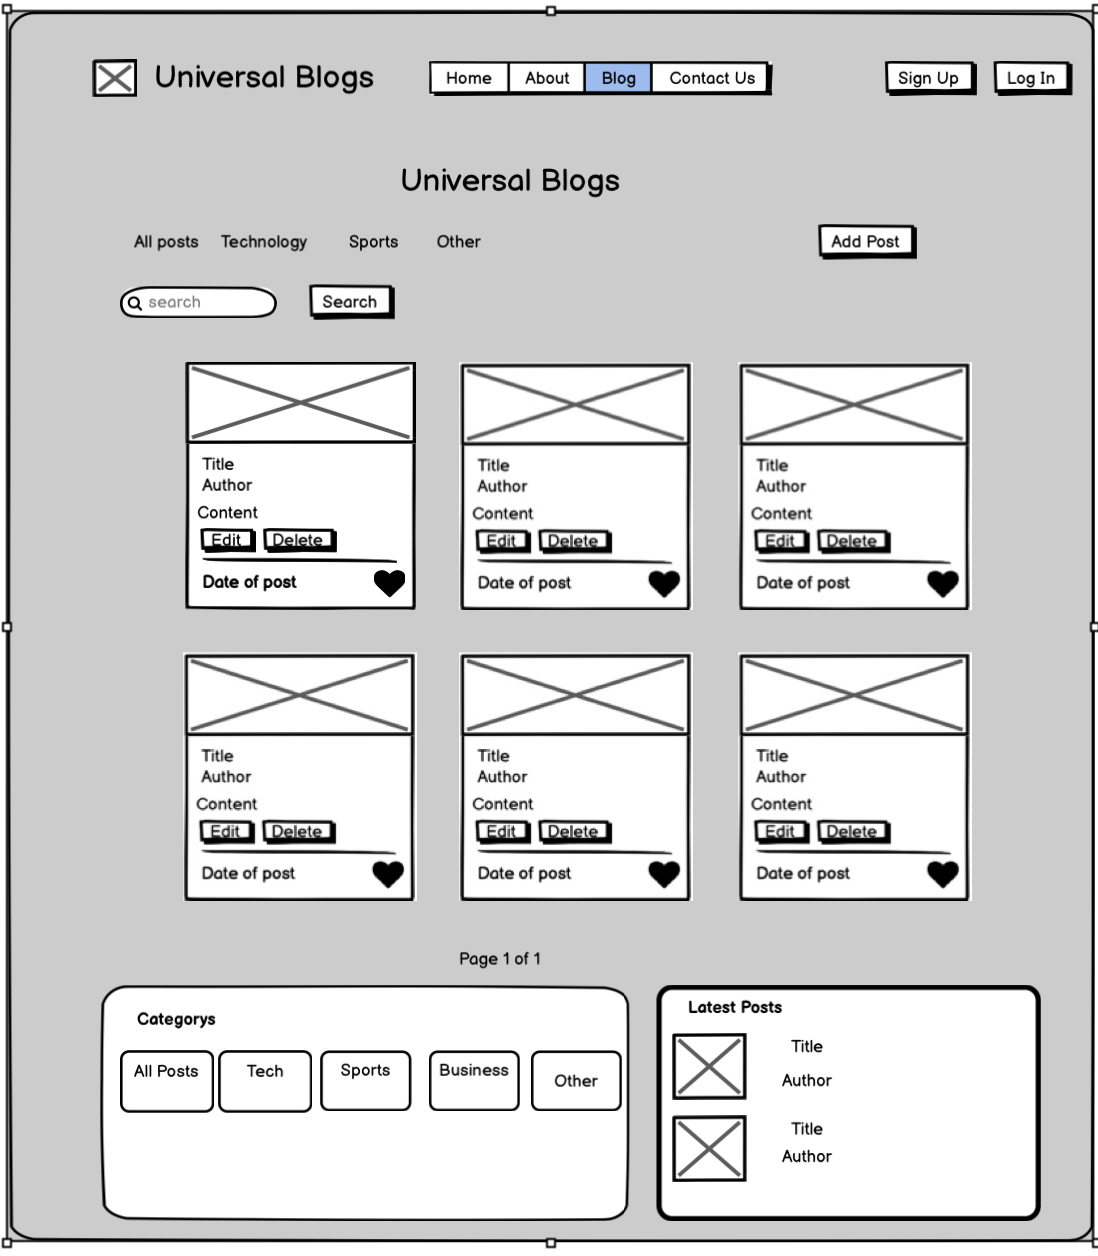 Universal Blogs Home About Blog Contact Us Sign Up Log In
Universal Blogs
All posts Technology Sports Other Add Post
search Search
Title Title Title
Author Author Author
Content Content Content
Edit Delete Edit Delete Edit Delete
Date of post Date of post Date of post
Title Title Title
Author Author Author
Content Content Content
Edit Delete Edit Delete Edit Delete
Date of post Date of post Date of post
Page 1 of 1
Categorys
All Posts Tech Sports Business Other
Latest Posts
Title
Author
Title
Author